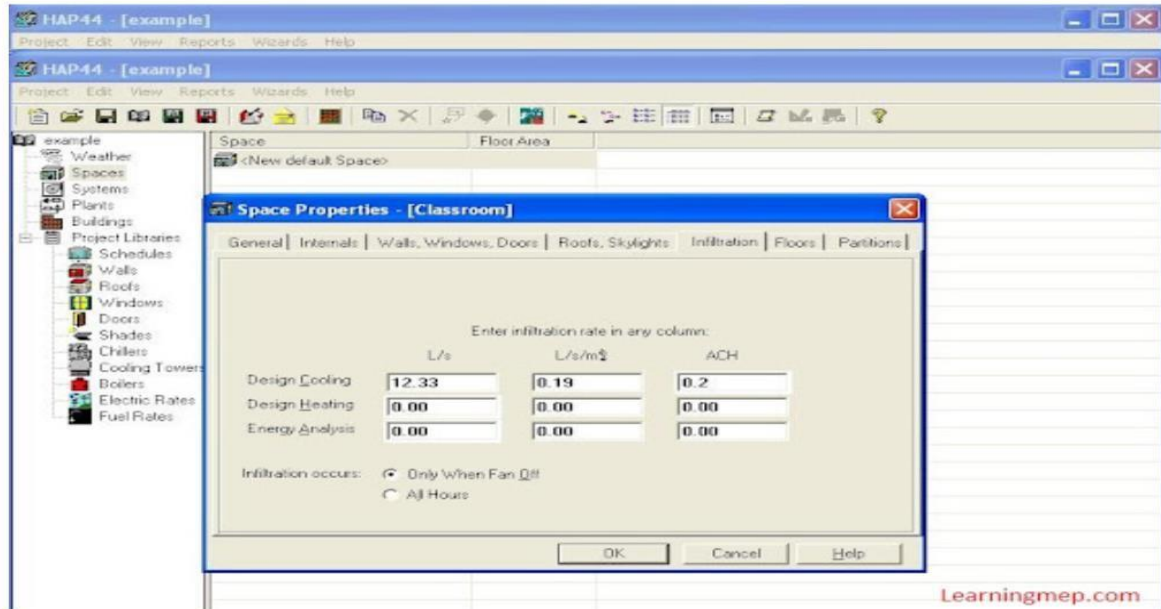 HAP44 - [example]
Project Edit View Reports Wizards Help
HAP44 - [example]
Project Edit View Reports Wizards Help
example
Weather
Spaces
Systems
Plants
Buildings
Project Libraries
Schedules
Walls
Roofs
Windows
Doors
Shades
Chillers
Cooling Towers
Boilers
Electric Rates
Fuel Rates
Space Floor Area
<New default Space>
Space Properties - [Classroom]
General Internals Walls, Windows, Doors Roofs, Skylights Infiltration Floors Partitions
Enter infiltration rate in any column:
L/s L/s/m² ACH
Design Cooling 12.33 0.19 0.2
Design Heating 0.00 0.00 0.00
Energy Analysis 0.00 0.00 0.00
Infiltration occurs: Only When Fan Off
All Hours
OK Cancel Help
Learningmep.com